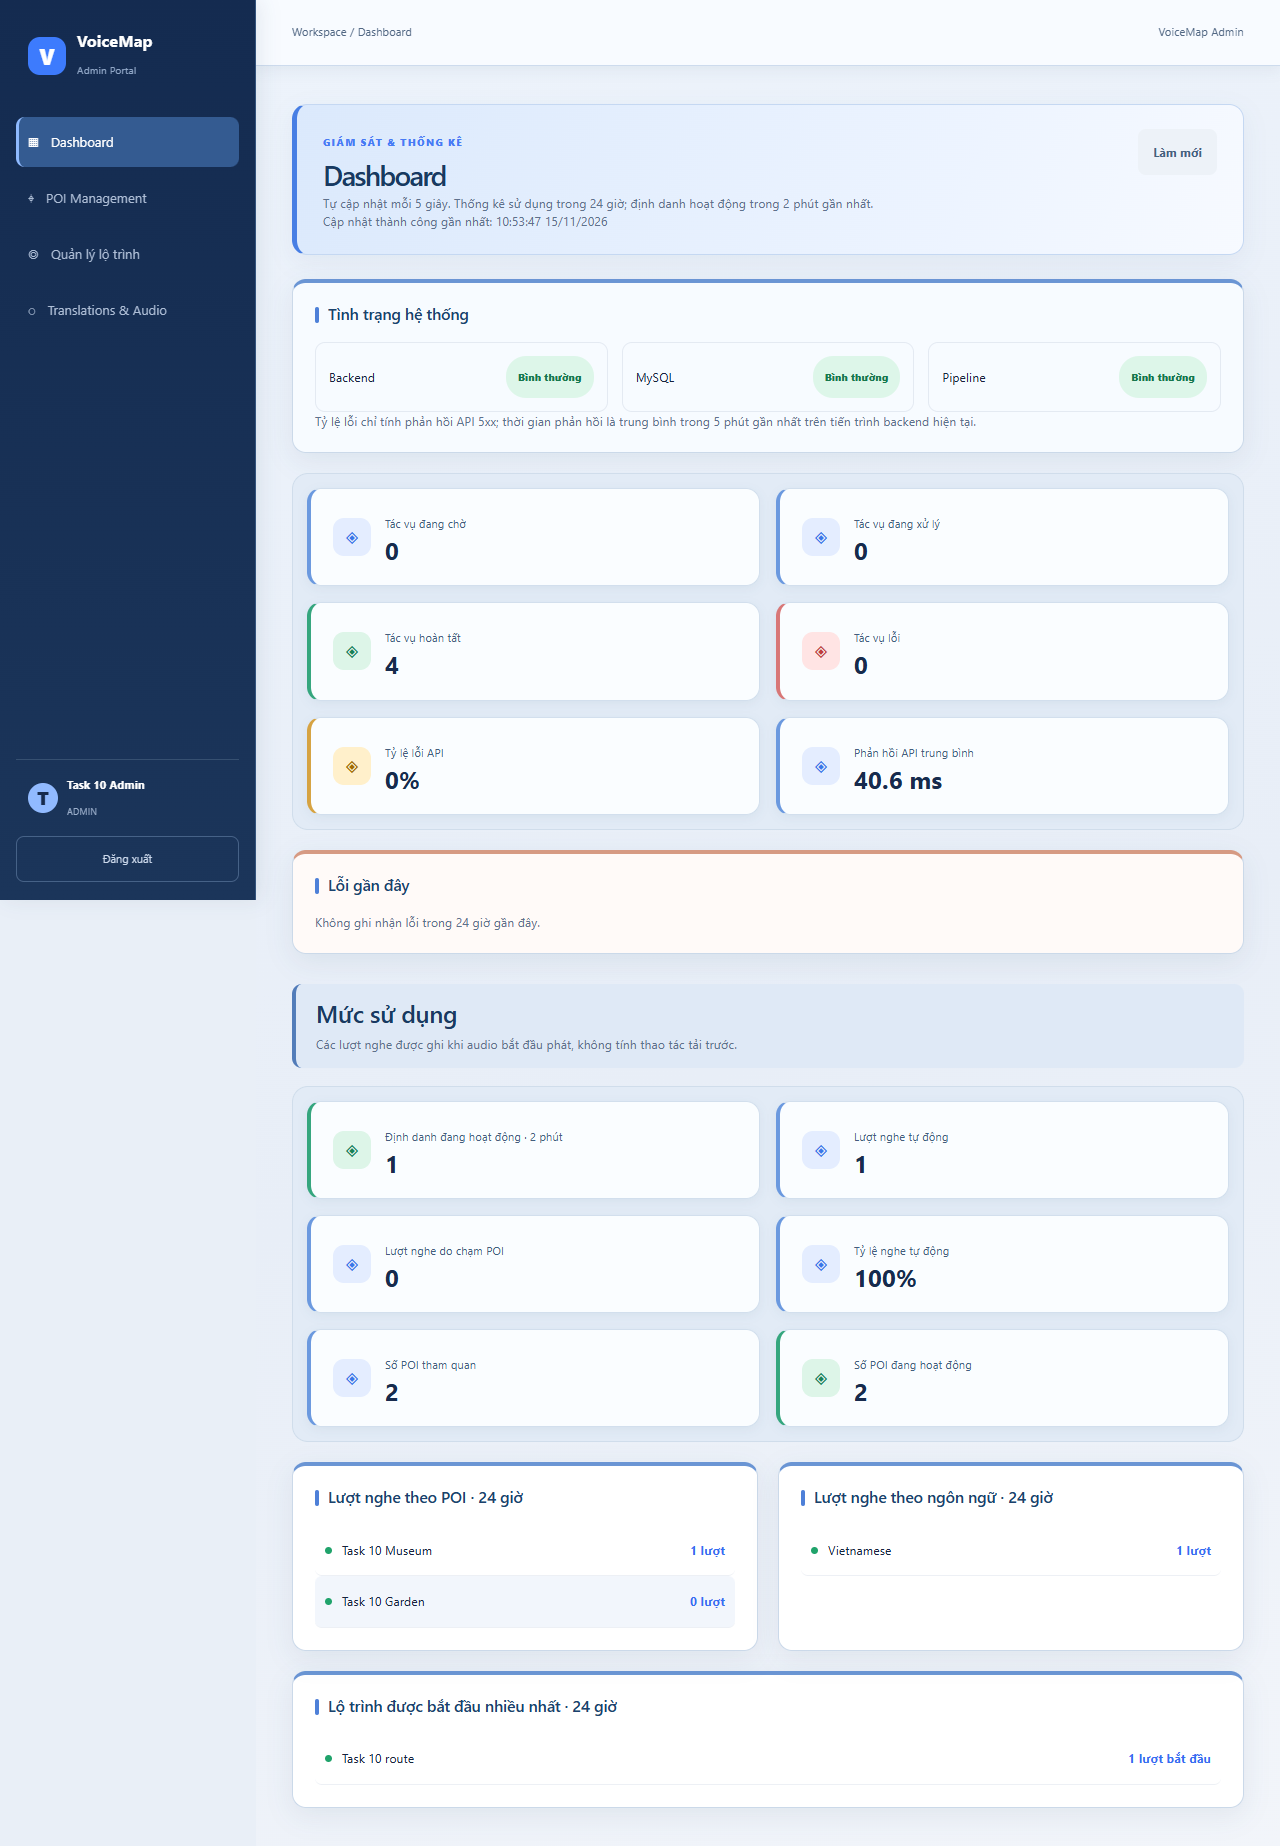 V
VoiceMap
Admin Portal
Dashboard
POI Management
Quản lý lộ trình
Translations & Audio
T
Task 10 Admin
ADMIN
Đăng xuất
Workspace / Dashboard
VoiceMap Admin
GIÁM SÁT & THỐNG KÊ
Dashboard
Tự cập nhật mỗi 5 giây. Thống kê sử dụng trong 24 giờ; định danh hoạt động trong 2 phút gần nhất.
Cập nhật thành công gần nhất: 10:53:47 15/11/2026
Làm mới
Tình trạng hệ thống
Backend
Bình thường
MySQL
Bình thường
Pipeline
Bình thường
Tỷ lệ lỗi chỉ tính phản hồi API 5xx; thời gian phản hồi là trung bình trong 5 phút gần nhất trên tiến trình backend hiện tại.
Tác vụ đang chờ
0
Tác vụ đang xử lý
0
Tác vụ hoàn tất
4
Tác vụ lỗi
0
Tỷ lệ lỗi API
0%
Phản hồi API trung bình
40.6 ms
Lỗi gần đây
Không ghi nhận lỗi trong 24 giờ gần đây.
Mức sử dụng
Các lượt nghe được ghi khi audio bắt đầu phát, không tính thao tác tải trước.
Định danh đang hoạt động · 2 phút
1
Lượt nghe tự động
1
Lượt nghe do chạm POI
0
Tỷ lệ nghe tự động
100%
Số POI tham quan
2
Số POI đang hoạt động
2
Lượt nghe theo POI · 24 giờ
Task 10 Museum
1 lượt
Task 10 Garden
0 lượt
Lượt nghe theo ngôn ngữ · 24 giờ
Vietnamese
1 lượt
Lộ trình được bắt đầu nhiều nhất · 24 giờ
Task 10 route
1 lượt bắt đầu